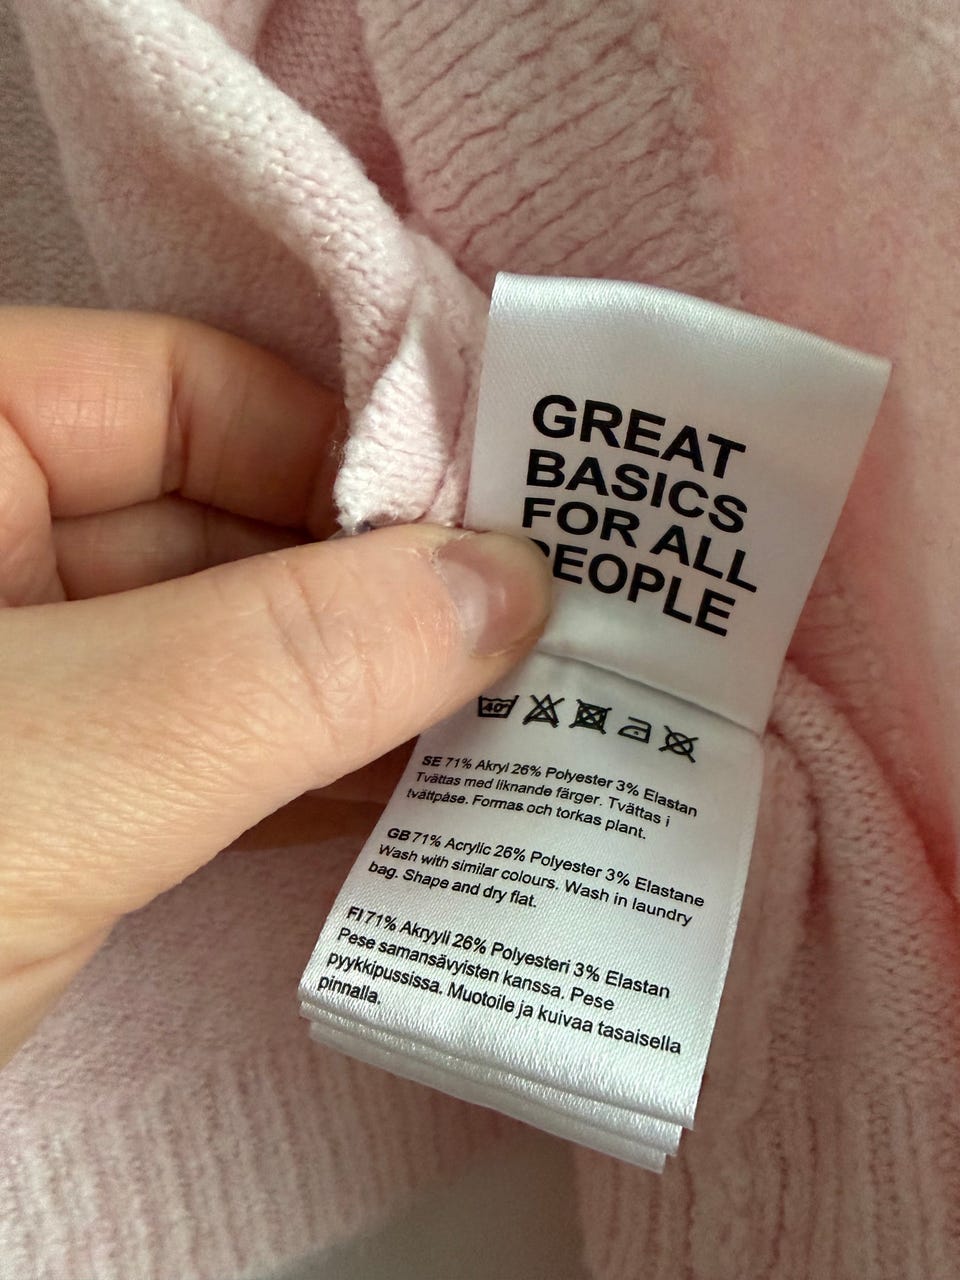 GREAT
BASICS
FOR ALL
PEOPLE
40°
SE 71% Akryl 26% Polyester 3% Elastan
Tvättas med liknande färger. Tvättas i
tvättpåse. Formas och torkas plant.
GB 71% Acrylic 26% Polyester 3% Elastane
Wash with similar colours. Wash in laundry
bag. Shape and dry flat.
FI 71% Akryyli 26% Polyesteri 3% Elastan
Pese samansävyisten kanssa. Pese
pyykkipussissa. Muotoile ja kuivaa tasaisella
pinnalla.